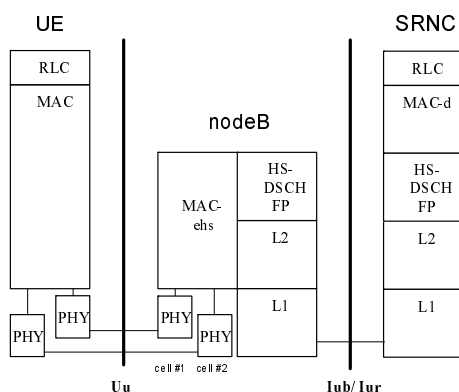 UE
SRNC
RLC
RLC
MAC
MAC-d
nodeB
HS-
DSCH
FP
HS-
DSCH
FP
MAC-
ehs
L2
L2
L1
L1
PHY
PHY
PHY
PHY
cell #1
cell #2
Uu
Iub/Iur